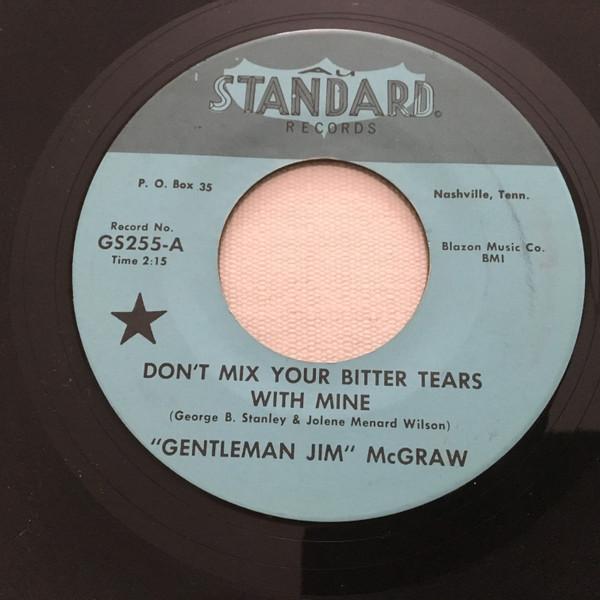 Au
STANDARD
RECORDS
P. O. Box 35
Nashville, Tenn.
Record No.
GS255-A
Time 2:15
Blazon Music Co.
BMI
DON'T MIX YOUR BITTER TEARS
WITH MINE
(George B. Stanley & Jolene Menard Wilson)
"GENTLEMAN JIM" McGRAW